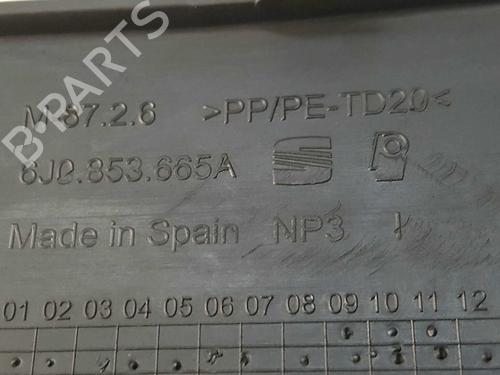 M-87.2.6 >PP/PE-TD20<
6J0.853.665A
Made in Spain NP3
01 02 03 04 05 06 07 08 09 10 11 12
B-PARTS